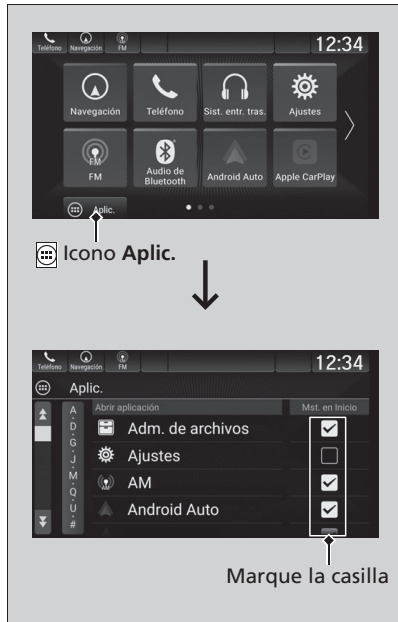 Teléfono Navegación FM 12:34
Navegación Teléfono Sist. entr. tras. Ajustes
FM
FM Audio de Bluetooth Android Auto Apple CarPlay
Aplic.
Icono Aplic.
Teléfono Navegación FM 12:34
Aplic.
Abrir aplicación Mst. en Inicio
A
D
G
J
M
Q
U
#
Adm. de archivos
Ajustes
AM
Android Auto
Marque la casilla